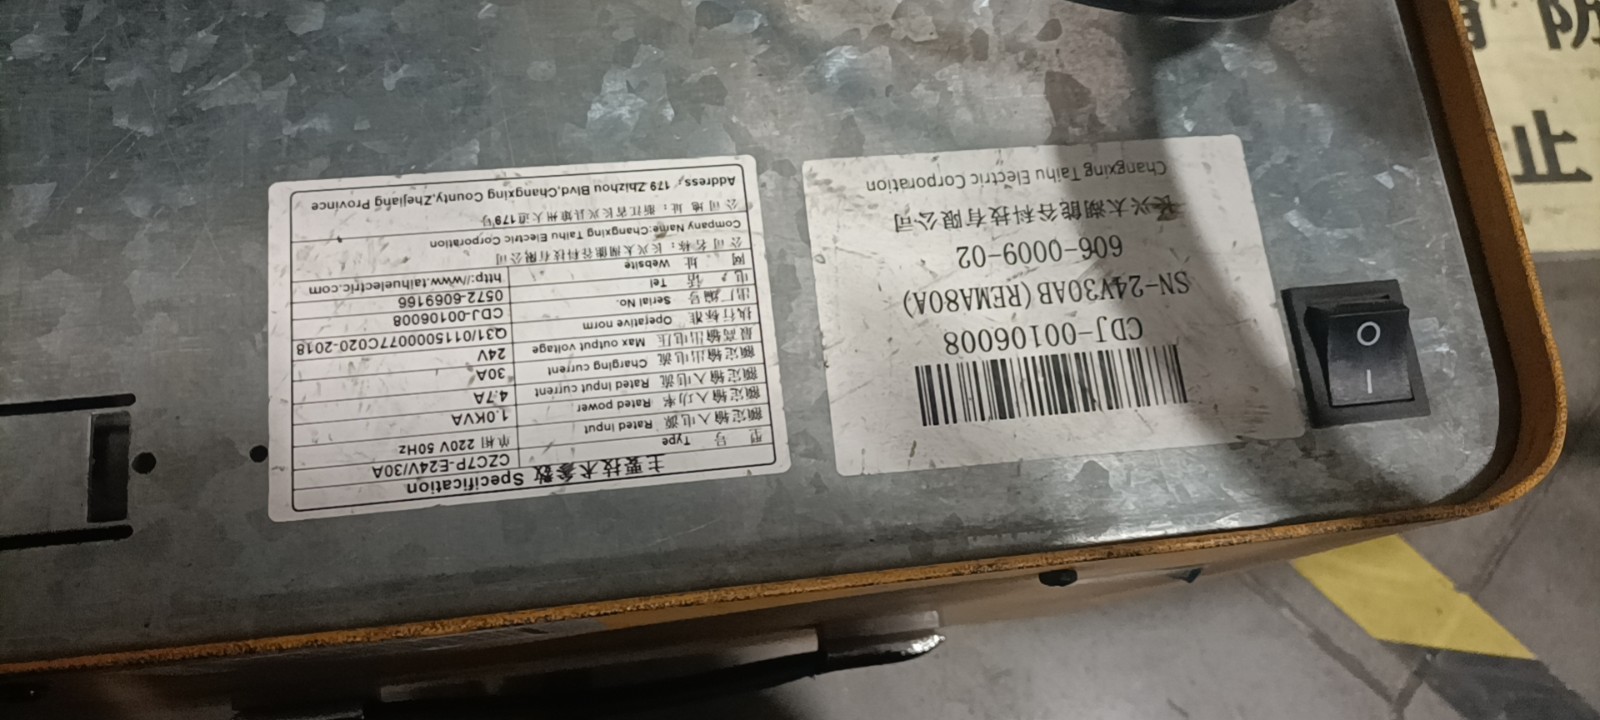 主要技术参数 Specification
型 号 Type CZC7P-E24V/30A
额定输入电源 Rated input 单相 220V 50Hz
额定输入功率 Rated power 1.0KVA
额定输入电流 Rated input current 4.7A
额定输出电流 Charging current 30A
最高输出电压 Max output voltage 24V
执行标准 Operative norm Q31/0115000077C020-2018
出厂编号 Serial No. CDJ-00106008
电 话 Tel 0572-6069166
网 址 Website http://www.taihuelectric.com
公司名称：长兴太湖能谷科技有限公司
Company Name:Changxing Taihu Electric Corporation
公司地址：浙江省长兴县雉州大道179号
Address: 179 Zhizhou Blvd,Changxing County,Zhejiang Province
CDJ-00106008
SN-24V30AB(REMA80A)
606-0009-02
长兴太湖能谷科技有限公司
Changxing Taihu Electric Corporation
防
止